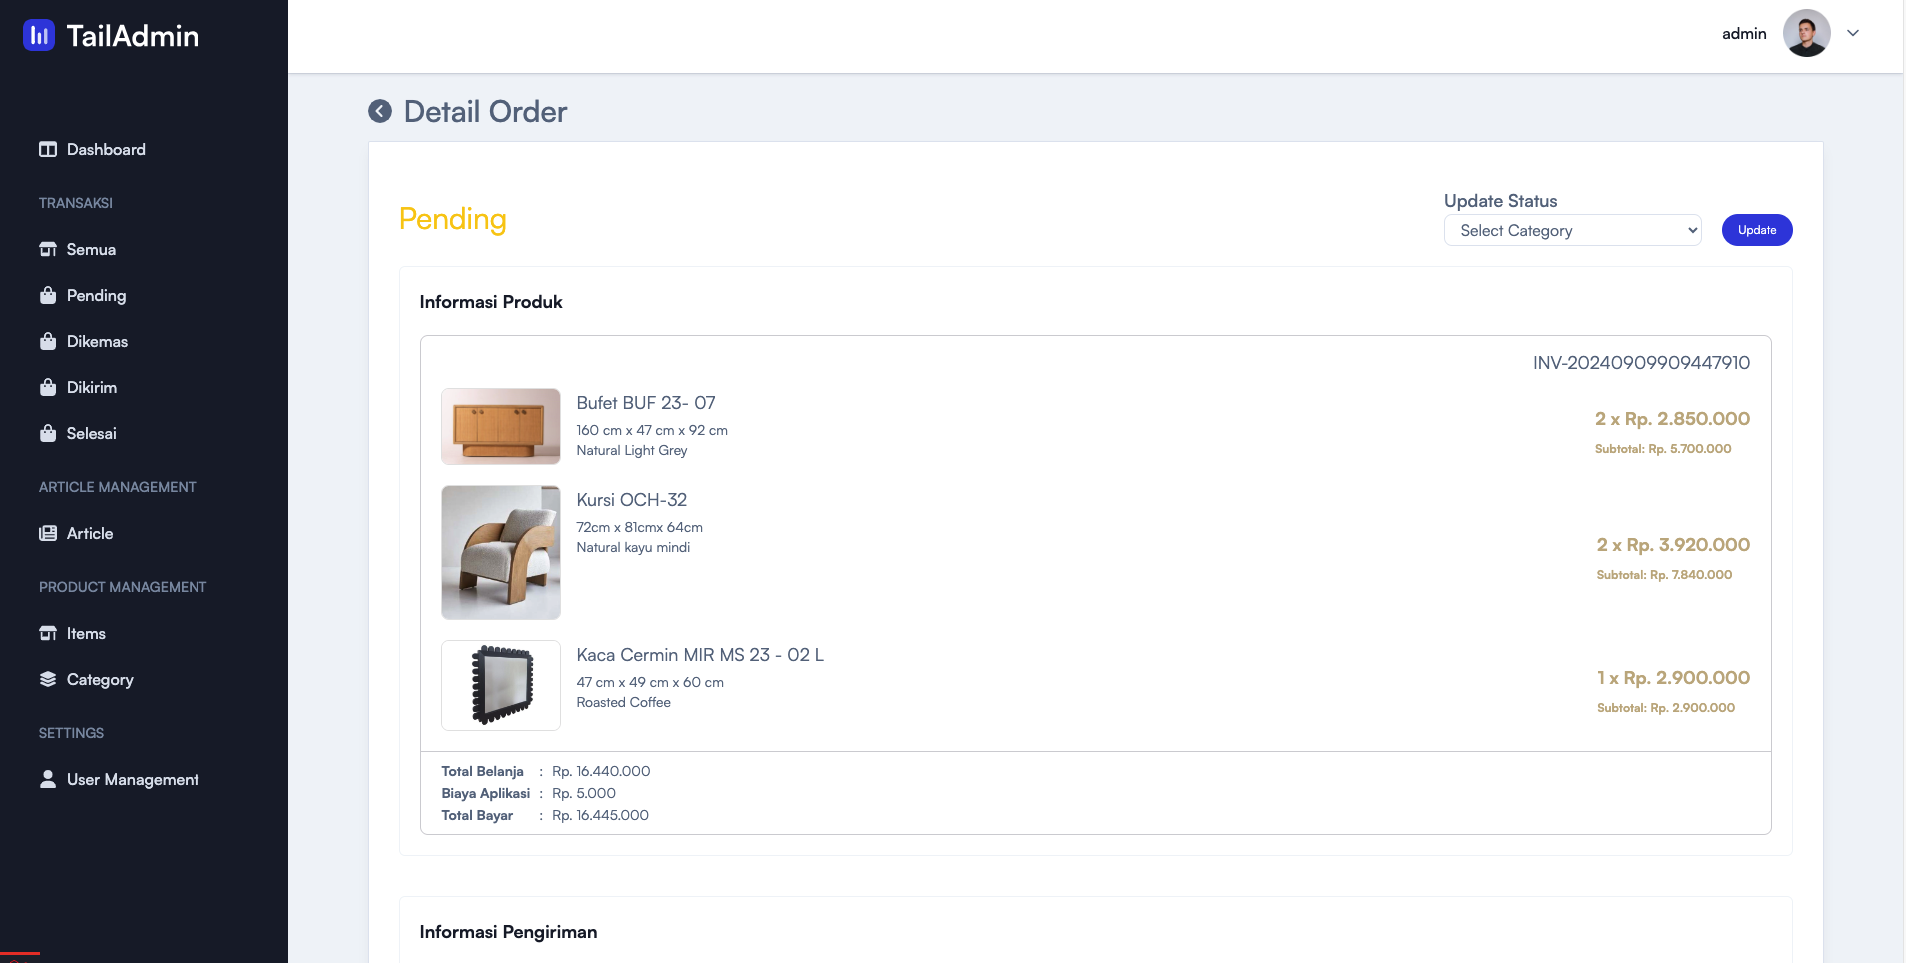 TailAdmin
admin
Dashboard
TRANSAKSI
Semua
Pending
Dikemas
Dikirim
Selesai
ARTICLE MANAGEMENT
Article
PRODUCT MANAGEMENT
Items
Category
SETTINGS
User Management
Detail Order
Pending
Update Status
Select Category
Update
Informasi Produk
INV-20240909909447910
Bufet BUF 23- 07
160 cm x 47 cm x 92 cm
Natural Light Grey
2 x Rp. 2.850.000
Subtotal: Rp. 5.700.000
Kursi OCH-32
72cm x 81cmx 64cm
Natural kayu mindi
2 x Rp. 3.920.000
Subtotal: Rp. 7.840.000
Kaca Cermin MIR MS 23 - 02 L
47 cm x 49 cm x 60 cm
Roasted Coffee
1 x Rp. 2.900.000
Subtotal: Rp. 2.900.000
Total Belanja : Rp. 16.440.000
Biaya Aplikasi : Rp. 5.000
Total Bayar : Rp. 16.445.000
Informasi Pengiriman